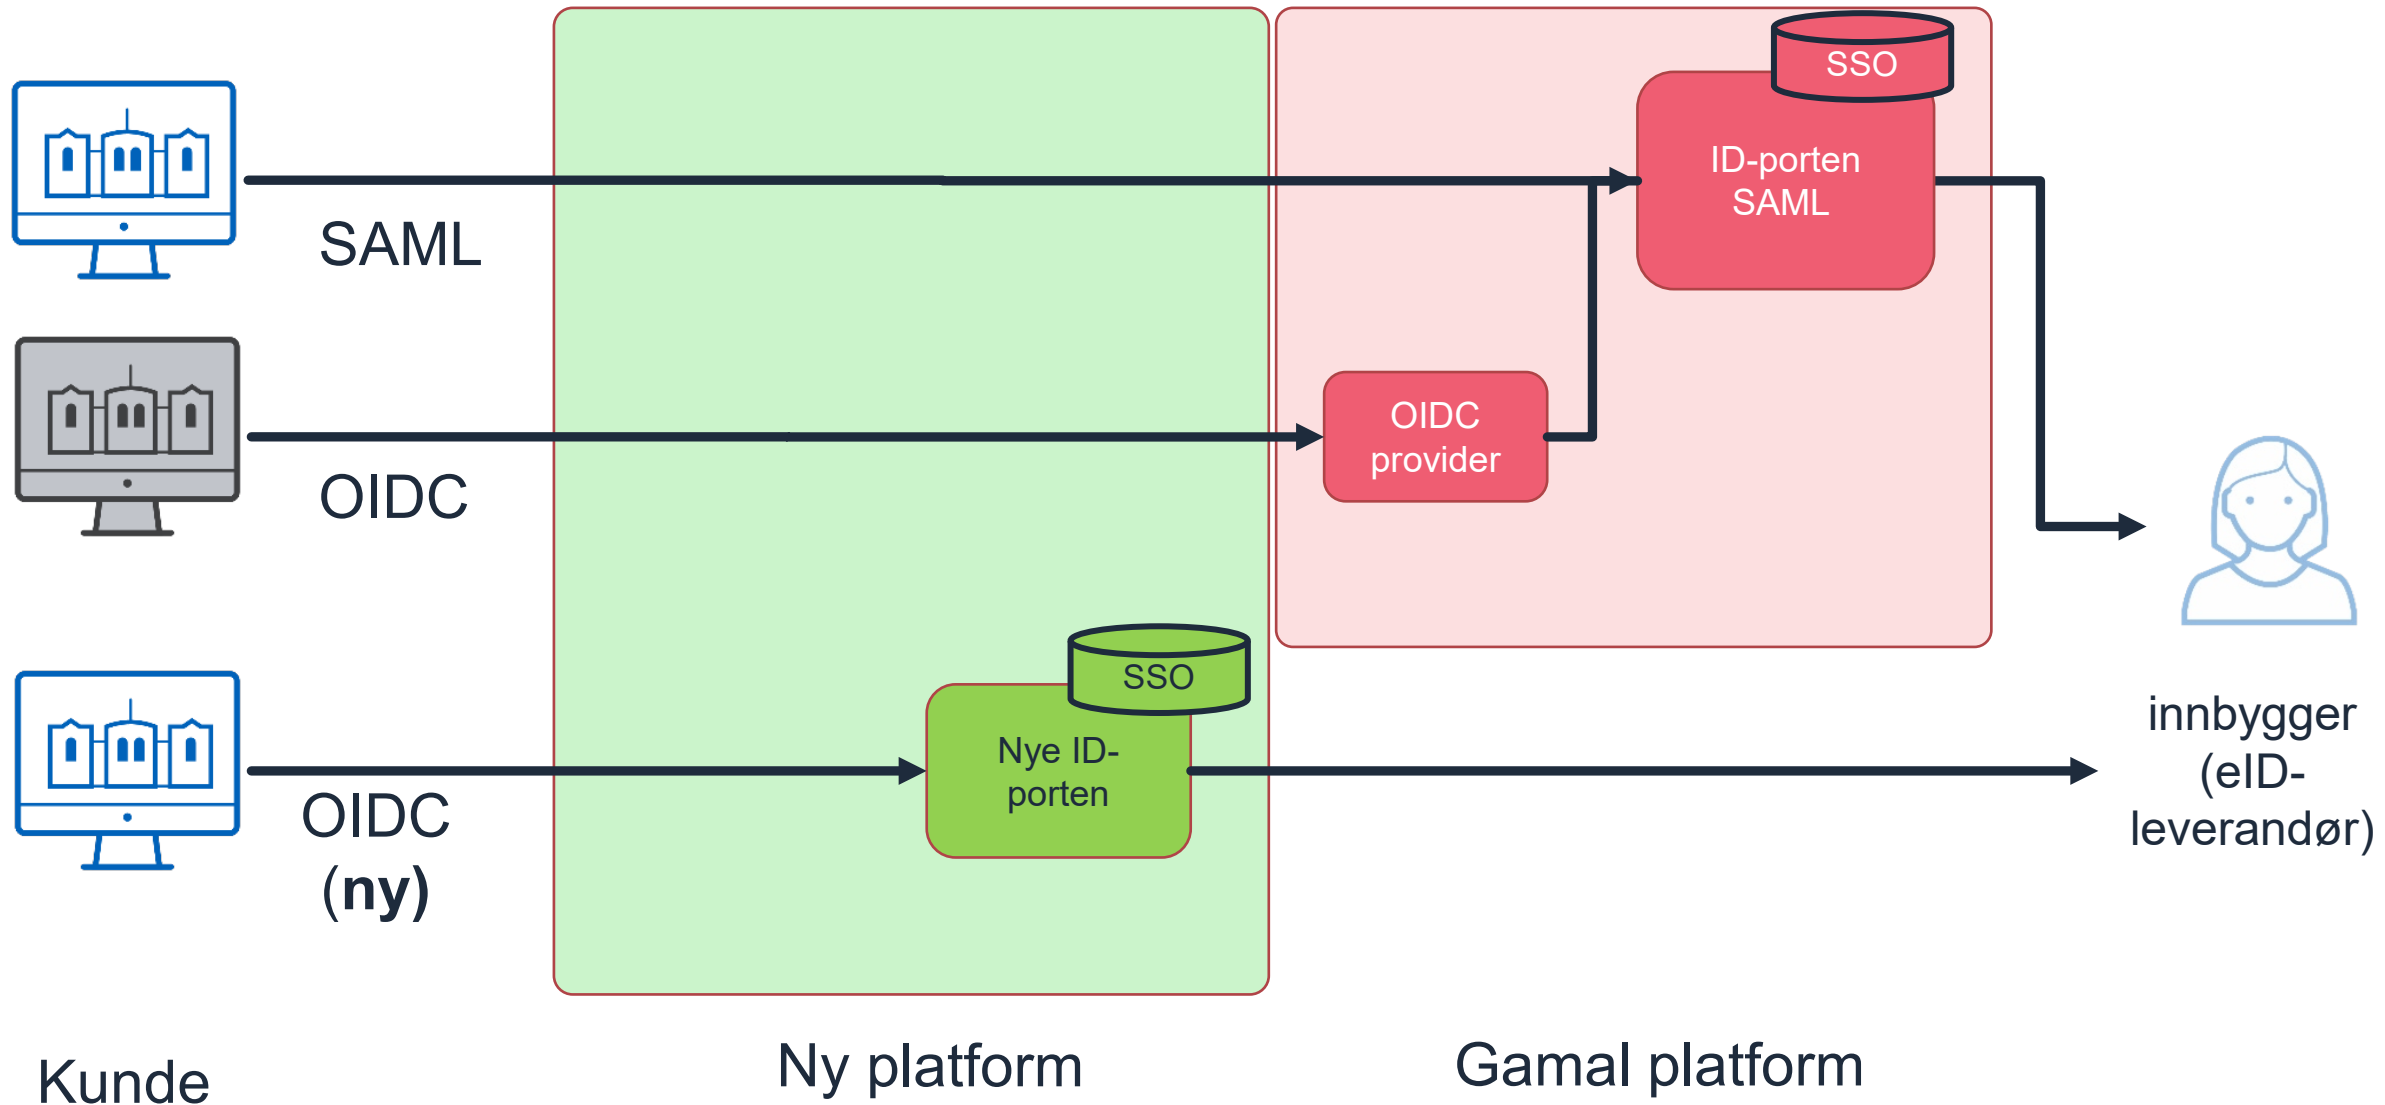 SSO
ID-porten
SAML
SAML
OIDC
provider
OIDC
SSO
Nye ID-
porten
OIDC
(ny)
innbygger
(eID-
leverandør)
Kunde
Ny platform
Gamal platform